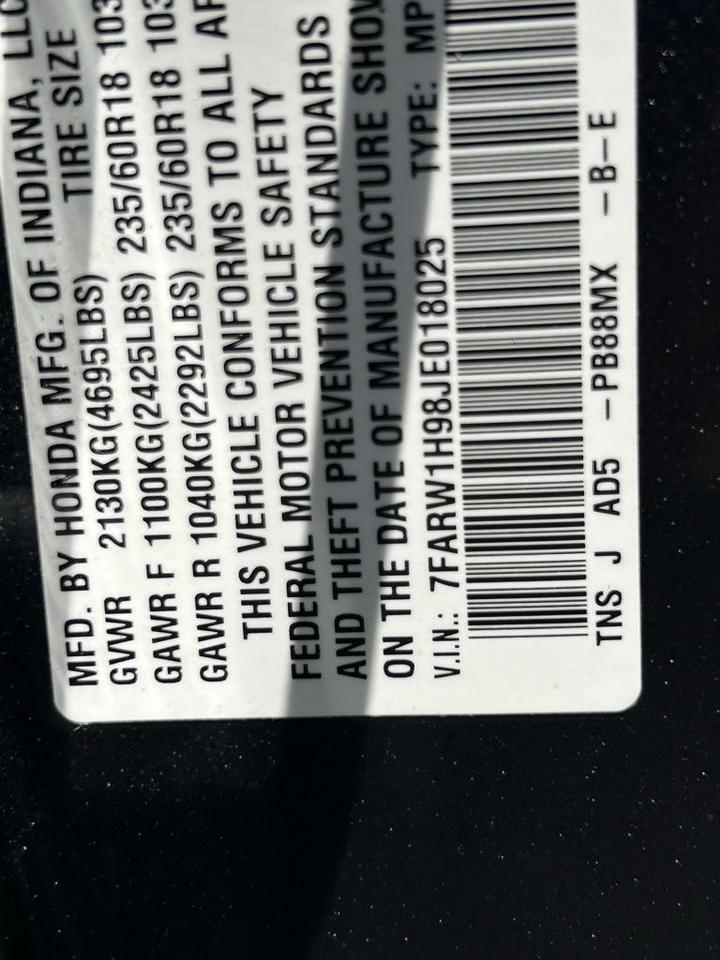 MFD. BY HONDA MFG. OF INDIANA, LLC
TIRE SIZE
GVWR 2130KG(4695LBS)
GAWR F 1100KG(2425LBS) 235/60R18 103
GAWR R 1040KG(2292LBS) 235/60R18 103
THIS VEHICLE CONFORMS TO ALL AP
FEDERAL MOTOR VEHICLE SAFETY
AND THEFT PREVENTION STANDARDS
ON THE DATE OF MANUFACTURE SHOW
V.I.N.: 7FARW1H98JE018025 TYPE: MP
TNS J AD5 -PB88MX -B-E